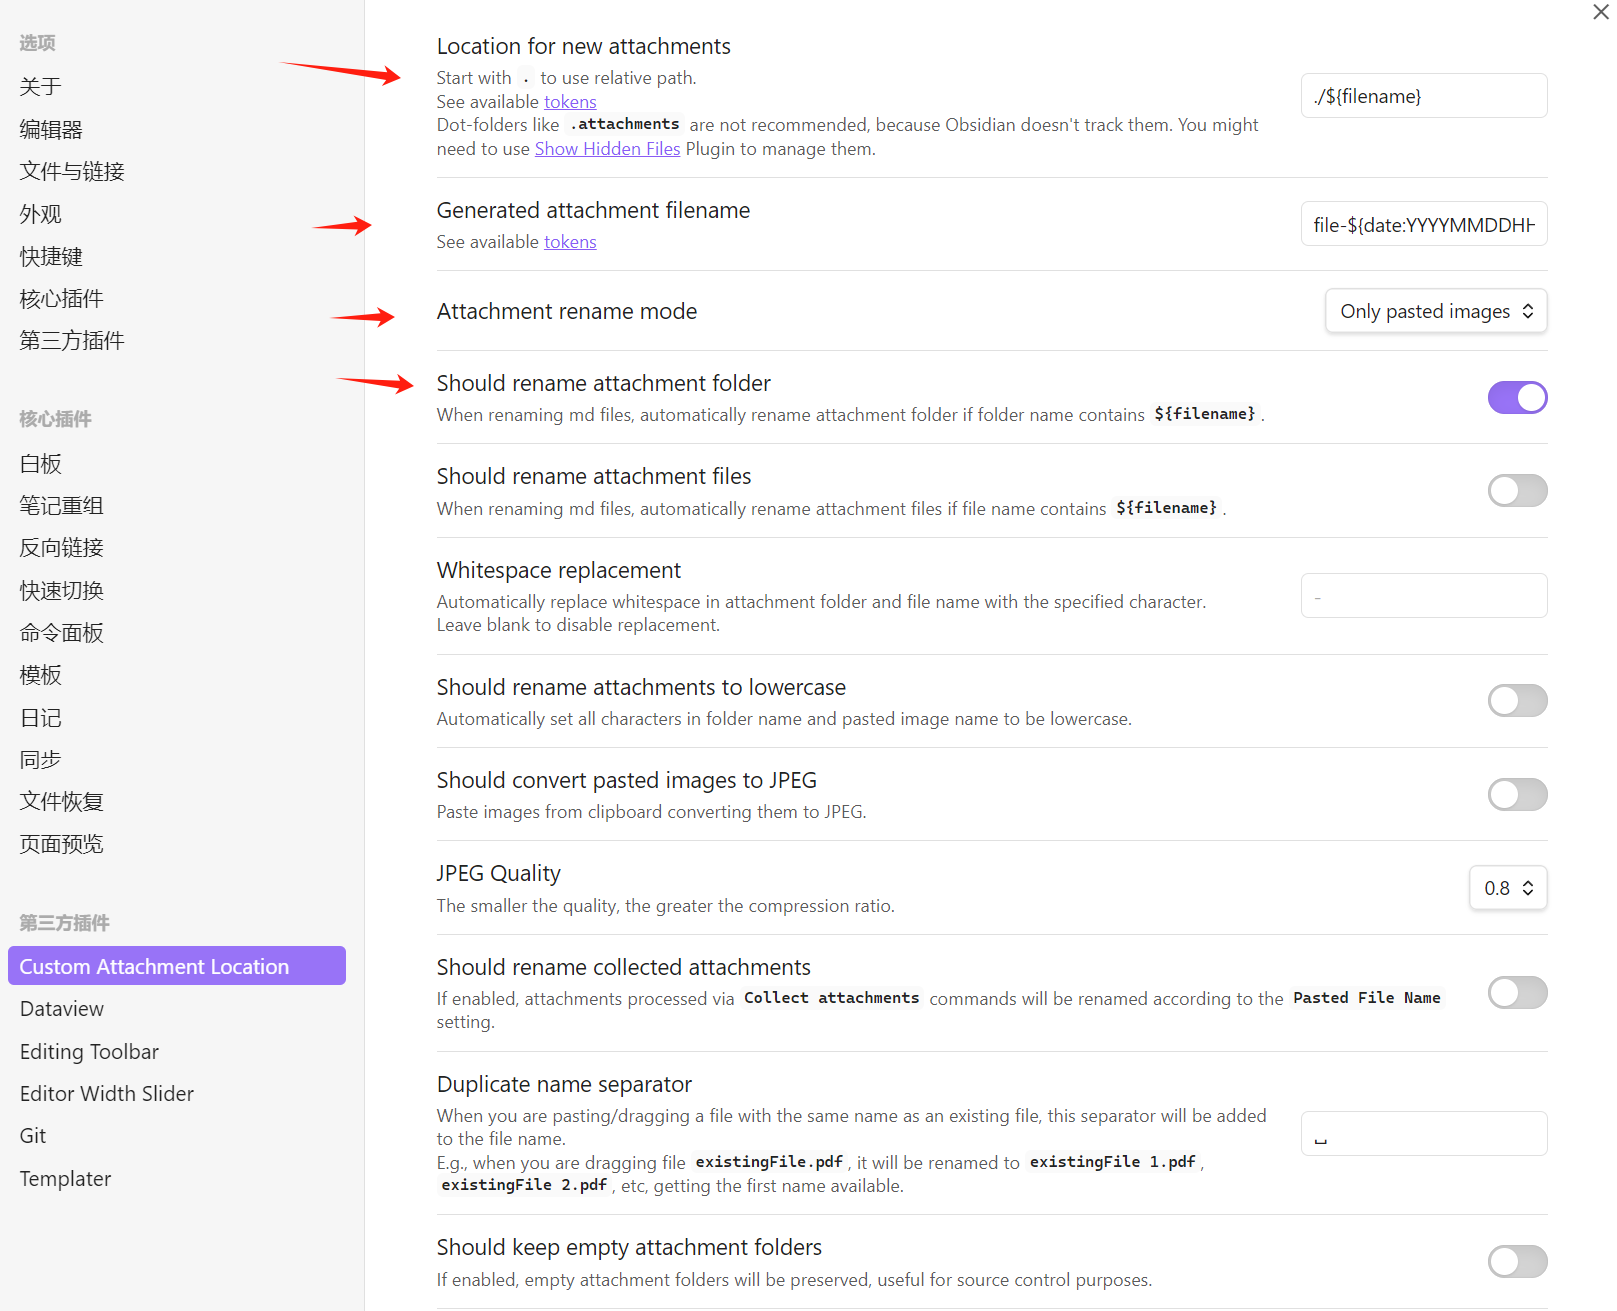 选项
关于
编辑器
文件与链接
外观
快捷键
核心插件
第三方插件
核心插件
白板
笔记重组
反向链接
快速切换
命令面板
模板
日记
同步
文件恢复
页面预览
第三方插件
Custom Attachment Location
Dataview
Editing Toolbar
Editor Width Slider
Git
Templater
Location for new attachments
Start with . to use relative path.
See available tokens
Dot-folders like .attachments are not recommended, because Obsidian doesn't track them. You might
need to use Show Hidden Files Plugin to manage them.
./${filename}
Generated attachment filename
See available tokens
file-${date:YYYYMMDDHH
Attachment rename mode
Only pasted images
Should rename attachment folder
When renaming md files, automatically rename attachment folder if folder name contains ${filename} .
Should rename attachment files
When renaming md files, automatically rename attachment files if file name contains ${filename} .
Whitespace replacement
Automatically replace whitespace in attachment folder and file name with the specified character.
Leave blank to disable replacement.
-
Should rename attachments to lowercase
Automatically set all characters in folder name and pasted image name to be lowercase.
Should convert pasted images to JPEG
Paste images from clipboard converting them to JPEG.
JPEG Quality
The smaller the quality, the greater the compression ratio.
0.8
Should rename collected attachments
If enabled, attachments processed via Collect attachments commands will be renamed according to the Pasted File Name
setting.
Duplicate name separator
When you are pasting/dragging a file with the same name as an existing file, this separator will be added
to the file name.
E.g., when you are dragging file existingFile.pdf , it will be renamed to existingFile 1.pdf ,
existingFile 2.pdf , etc, getting the first name available.
␣
Should keep empty attachment folders
If enabled, empty attachment folders will be preserved, useful for source control purposes.